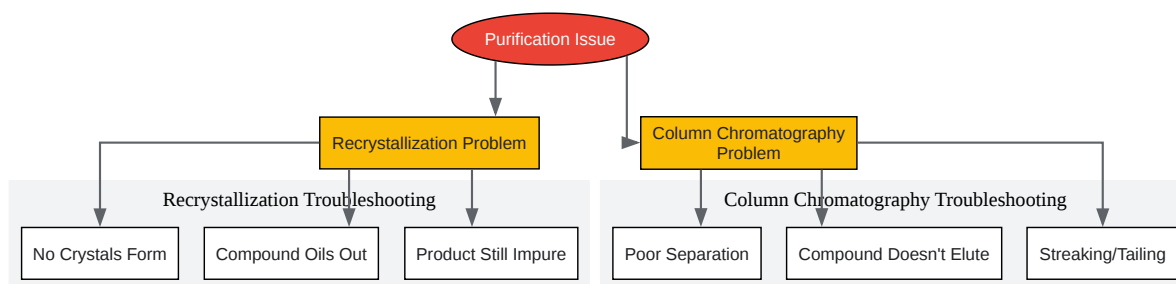 Purification Issue
Recrystallization Problem
Column Chromatography
Problem
Recrystallization Troubleshooting
Column Chromatography Troubleshooting
No Crystals Form
Compound Oils Out
Product Still Impure
Poor Separation
Compound Doesn't Elute
Streaking/Tailing